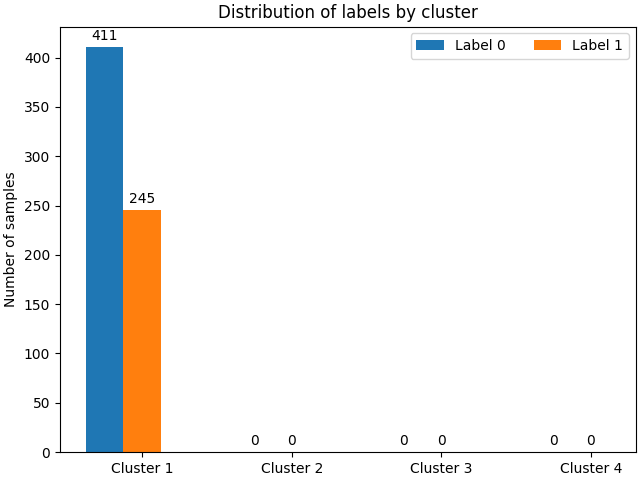 Distribution of labels by cluster
Label 0 Label 1
Number of samples
400
350
300
250
200
150
100
50
0
411
245
0 0 0 0 0 0
Cluster 1 Cluster 2 Cluster 3 Cluster 4